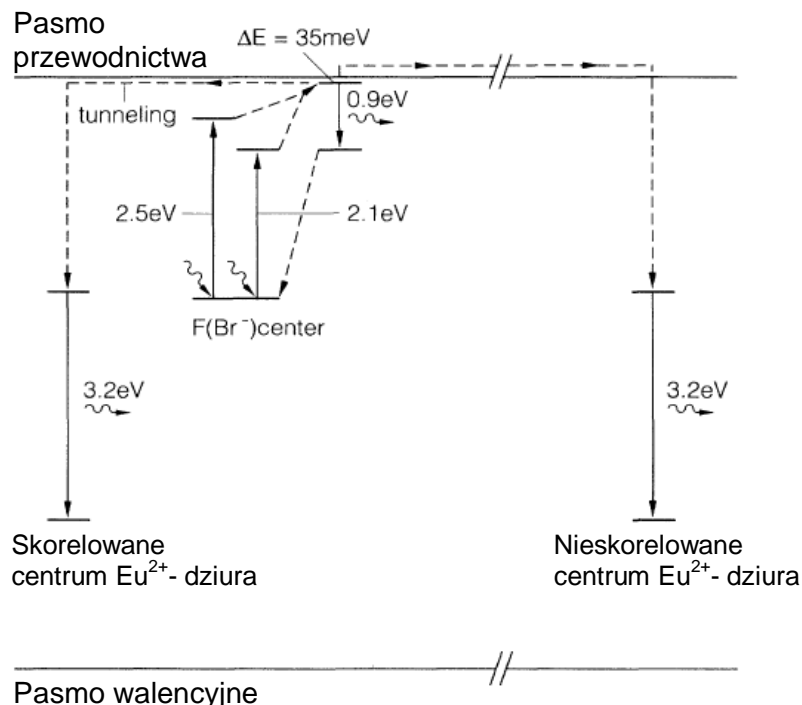 Pasmo
przewodnictwa
ΔE = 35meV
0.9eV
tunneling
2.5eV
2.1eV
F(Br⁻)center
3.2eV
3.2eV
Skorelowane
centrum Eu²⁺- dziura
Nieskorelowane
centrum Eu²⁺- dziura
Pasmo walencyjne